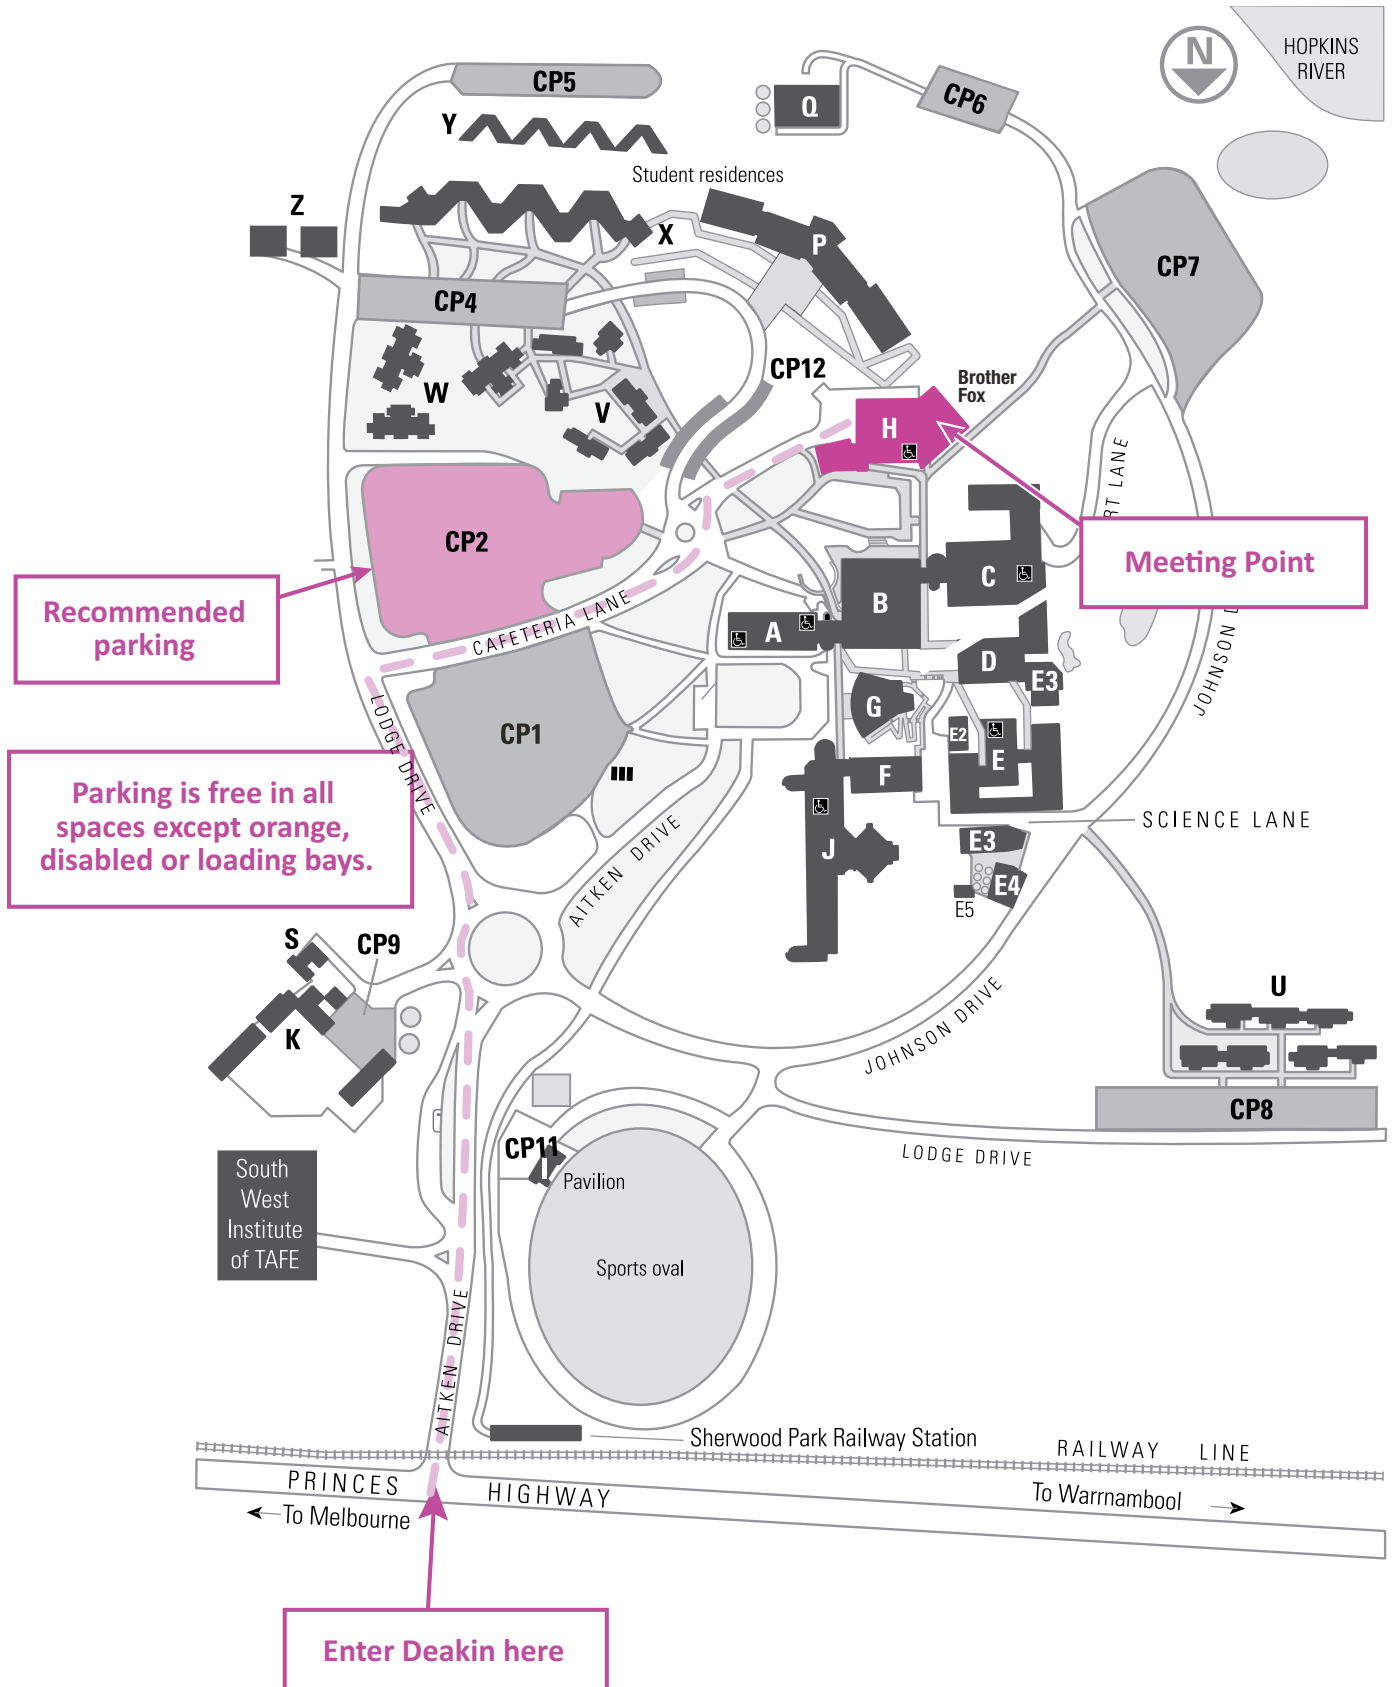 N
HOPKINS
RIVER
CP5
Q
CP6
Y
Student residences
Z
X
P
CP7
CP4
CP12
Brother
Fox
W
V
H
RT LANE
CP2
Meeting Point
C
B
Recommended
parking
CAFETERIA LANE
A
D
JOHNSON D
E3
LODGE DRIVE
CP1
G
E2
E
Parking is free in all
spaces except orange,
disabled or loading bays.
F
SCIENCE LANE
AITKEN DRIVE
J
E3
E4
E5
S
CP9
K
U
JOHNSON DRIVE
CP8
CP11
I
Pavilion
LODGE DRIVE
South
West
Institute
of TAFE
Sports oval
AITKEN DRIVE
Sherwood Park Railway Station
RAILWAY LINE
PRINCES HIGHWAY
To Melbourne
To Warrnambool
Enter Deakin here